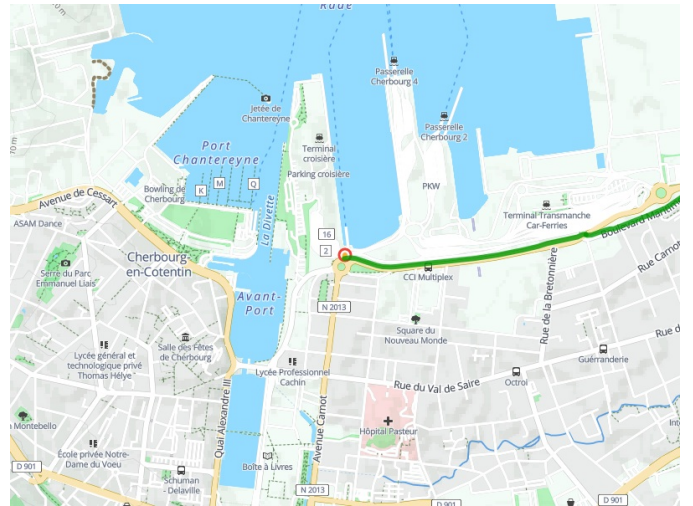 Rade
Passerelle
Cherbourg 4
Jetée de
Chantereyne
Port
Chantereyne
Passerelle
Cherbourg 2
Terminal
croisière
Parking croisière
K
M
Q
Bowling de
Cherbourg
PKW
Avenue de Cessart
La Divette
Terminal Transmanche
Car-Ferries
Boulevard Maritim
ASAM Dance
16
2
Cherbourg
en-Cotentin
Serre du Parc
Emmanuel Liais
CCI Multiplex
Rue Carnot
Rue de la Bretonnière
Avant-
Port
N 2013
Square du
Nouveau Monde
Salle des Fêtes
de Cherbourg
Lycée général et
technologique privé
Thomas Hélye
Lycée Professionnel
Cachin
Guéranderie
Rue d
Rue du Val de Saire
Octroi
Quai Alexandre III
Avenue Carnot
Montebello
Hôpital Pasteur
Inte
École privée Notre-
Dame du Voeu
Boîte à Livres
D 901
Schuman
- Delaville
N 2013
D 901
D 901
D 901